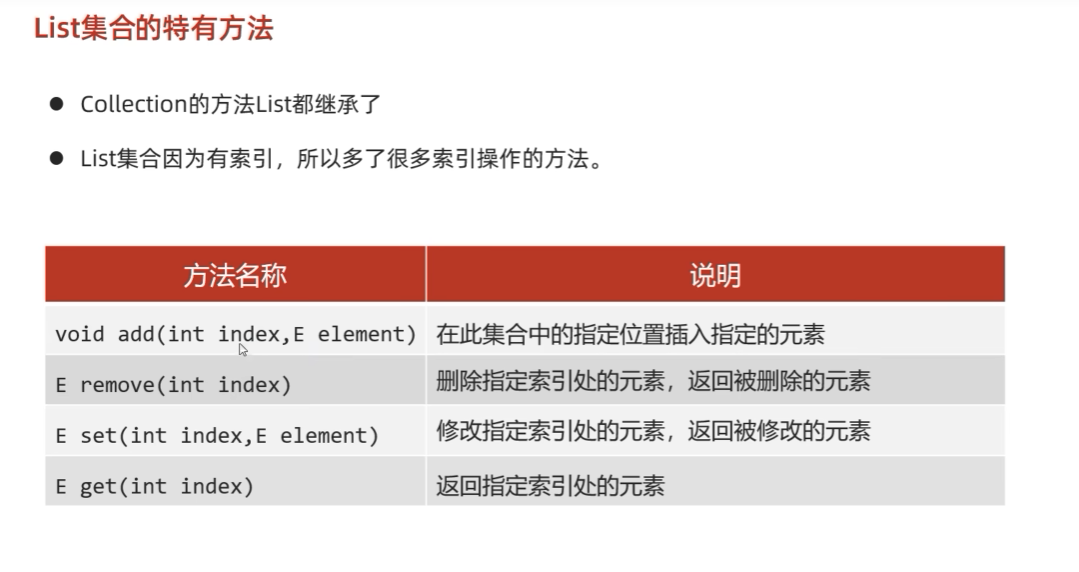 List集合的特有方法
● Collection的方法List都继承了
● List集合因为有索引，所以多了很多索引操作的方法。
方法名称 说明
void add(int index,E element) 在此集合中的指定位置插入指定的元素
E remove(int index) 删除指定索引处的元素，返回被删除的元素
E set(int index,E element) 修改指定索引处的元素，返回被修改的元素
E get(int index) 返回指定索引处的元素